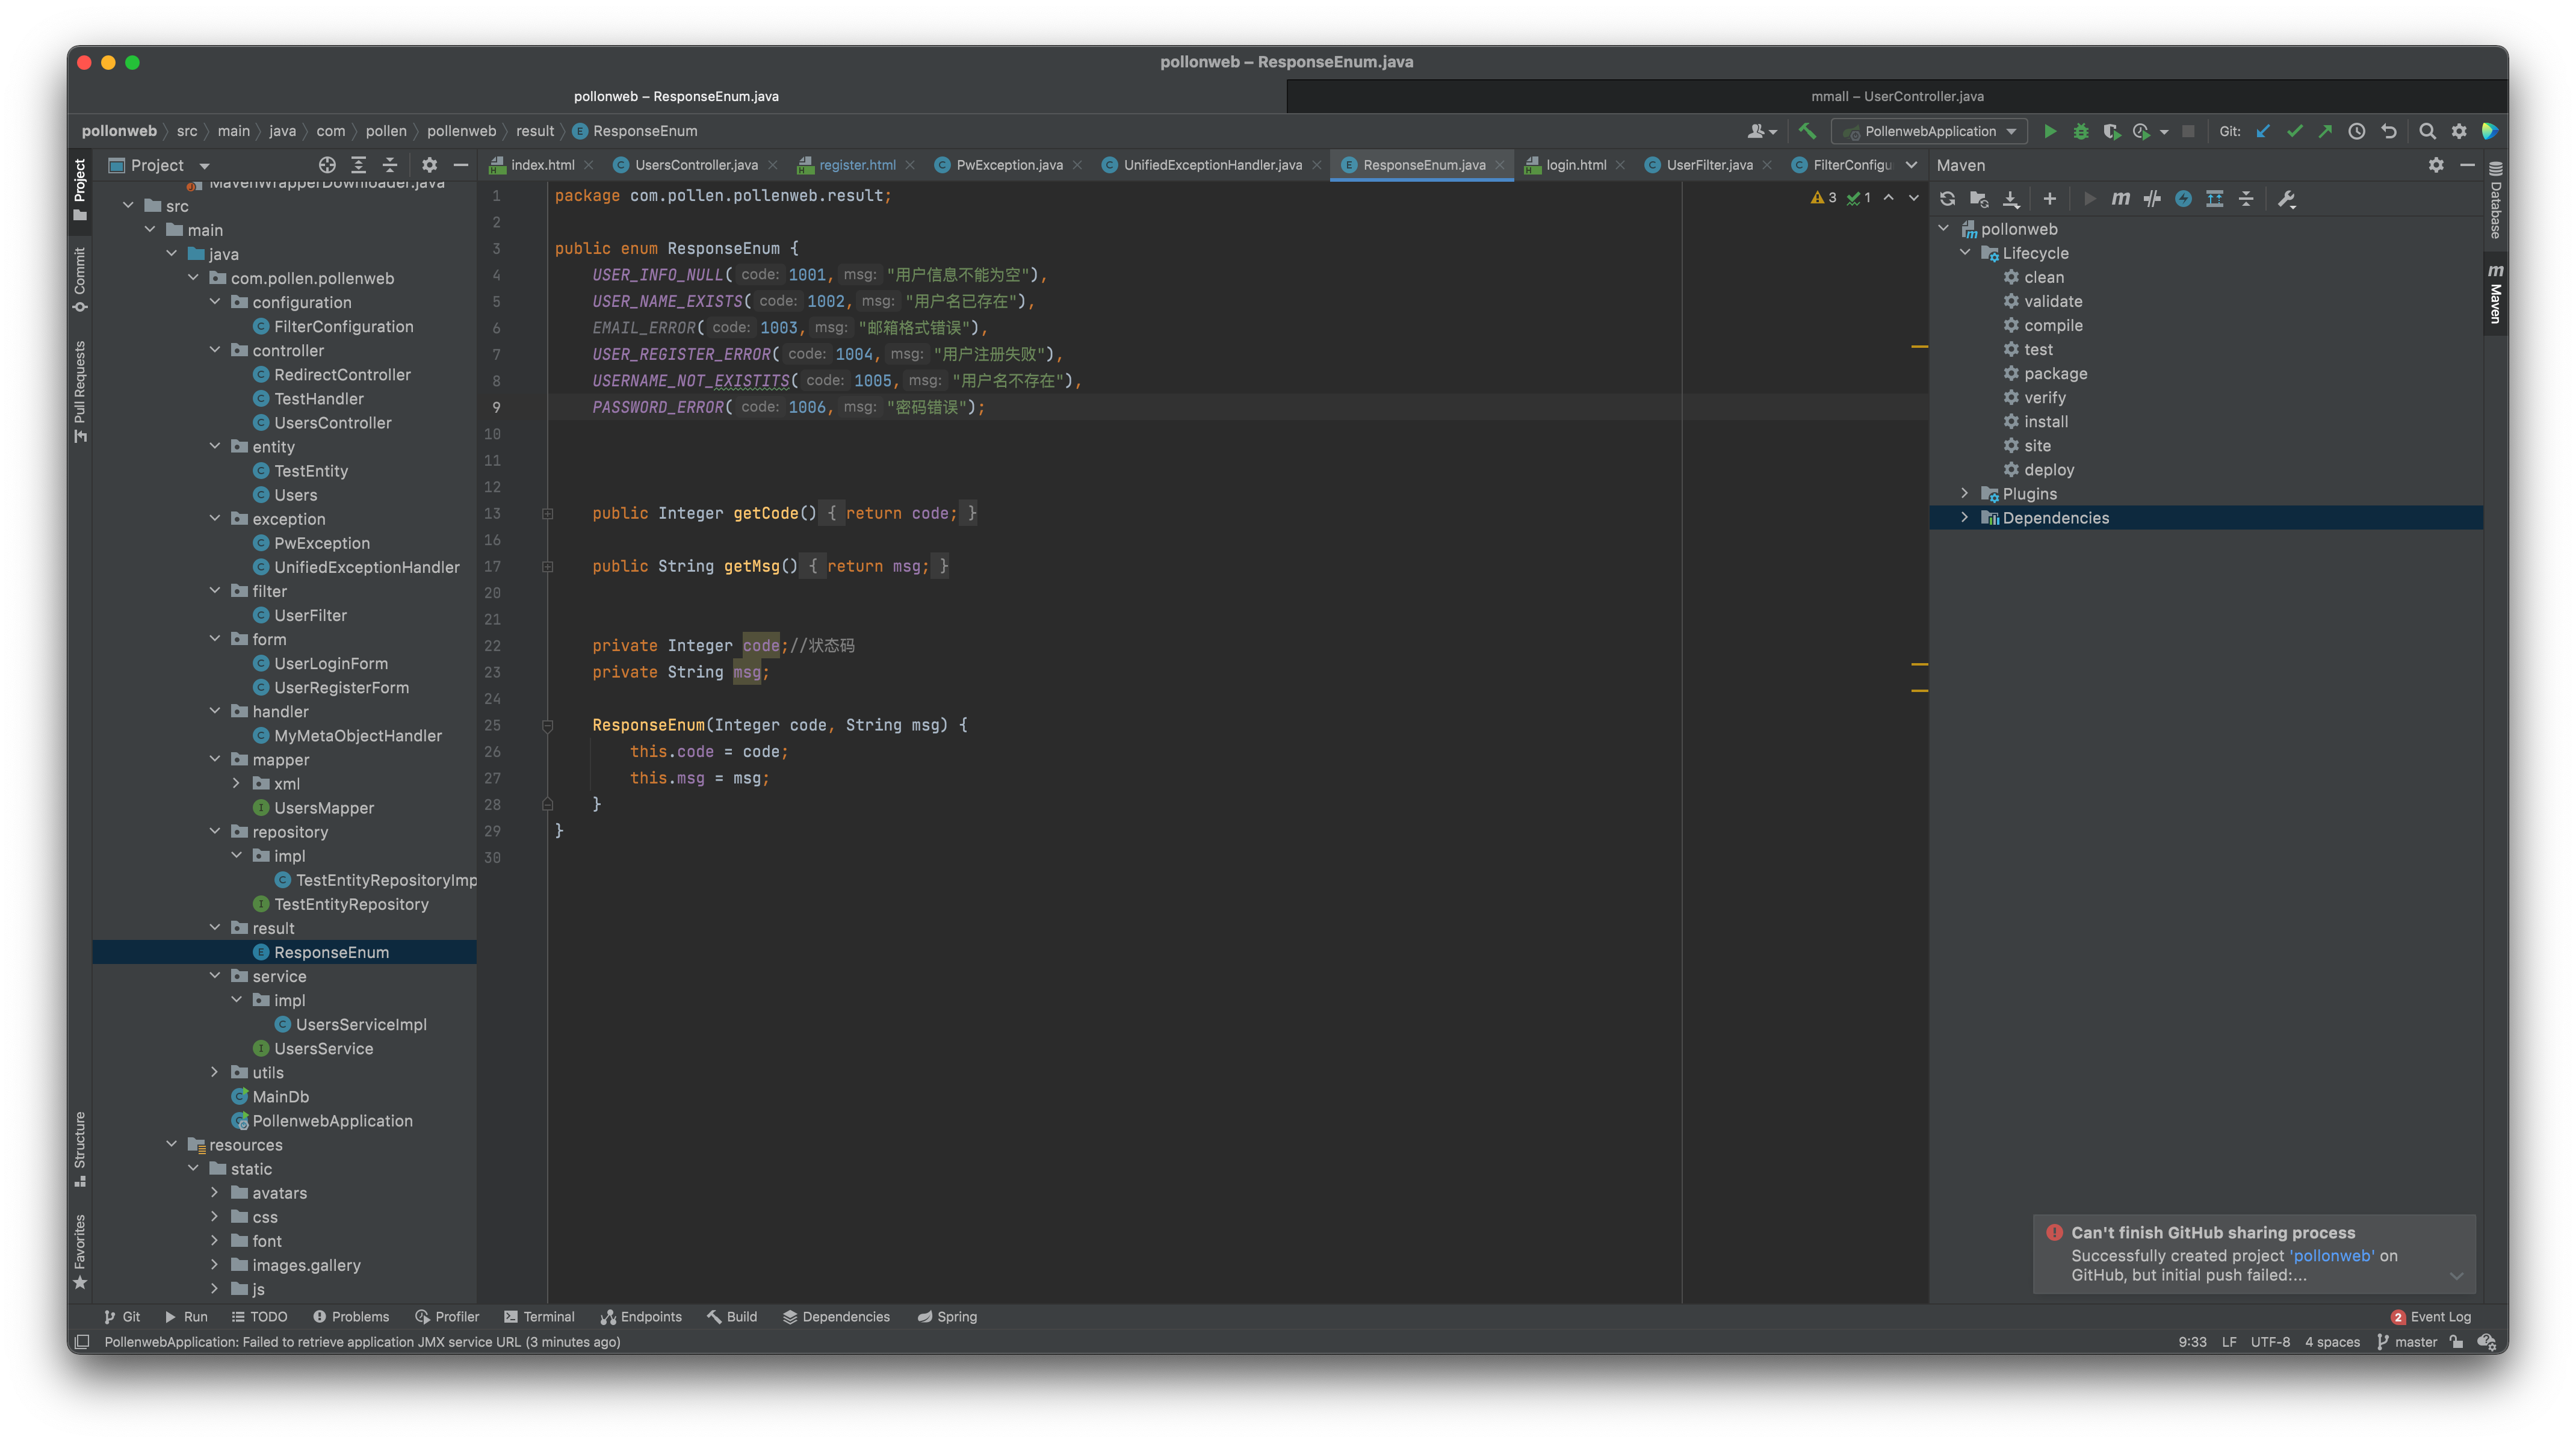 pollonweb – ResponseEnum.java
pollonweb – ResponseEnum.java
mmall – UserController.java
pollonweb src main java com pollen pollenweb result ResponseEnum
PollenwebApplication
Git:
Project
index.html
UsersController.java
register.html
PwException.java
UnifiedExceptionHandler.java
ResponseEnum.java
login.html
UserFilter.java
FilterConfigu
Maven
Project
Commit
Pull Requests
Structure
Favorites
MavenWrapperDownloader.java
src
main
java
com.pollen.pollenweb
configuration
FilterConfiguration
controller
RedirectController
TestHandler
UsersController
entity
TestEntity
Users
exception
PwException
UnifiedExceptionHandler
filter
UserFilter
form
UserLoginForm
UserRegisterForm
handler
MyMetaObjectHandler
mapper
xml
UsersMapper
repository
impl
TestEntityRepositoryImp
TestEntityRepository
result
ResponseEnum
service
impl
UsersServiceImpl
UsersService
utils
MainDb
PollenwebApplication
resources
static
avatars
css
font
images.gallery
js
1 package com.pollen.pollenweb.result;
2
3 public enum ResponseEnum {
4 USER_INFO_NULL( code: 1001, msg: "用户信息不能为空"),
5 USER_NAME_EXISTS( code: 1002, msg: "用户名已存在"),
6 EMAIL_ERROR( code: 1003, msg: "邮箱格式错误"),
7 USER_REGISTER_ERROR( code: 1004, msg: "用户注册失败"),
8 USERNAME_NOT_EXISTITS( code: 1005, msg: "用户名不存在"),
9 PASSWORD_ERROR( code: 1006, msg: "密码错误");
10
11
12
13 public Integer getCode() { return code; }
16
17 public String getMsg() { return msg; }
20
21
22 private Integer code;//状态码
23 private String msg;
24
25 ResponseEnum(Integer code, String msg) {
26 this.code = code;
27 this.msg = msg;
28 }
29 }
30
3 1
pollonweb
Lifecycle
clean
validate
compile
test
package
verify
install
site
deploy
Plugins
Dependencies
Database
Maven
Can't finish GitHub sharing process
Successfully created project 'pollonweb' on
GitHub, but initial push failed:...
Git Run TODO Problems Profiler Terminal Endpoints Build Dependencies Spring
2 Event Log
PollenwebApplication: Failed to retrieve application JMX service URL (3 minutes ago)
9:33 LF UTF-8 4 spaces master